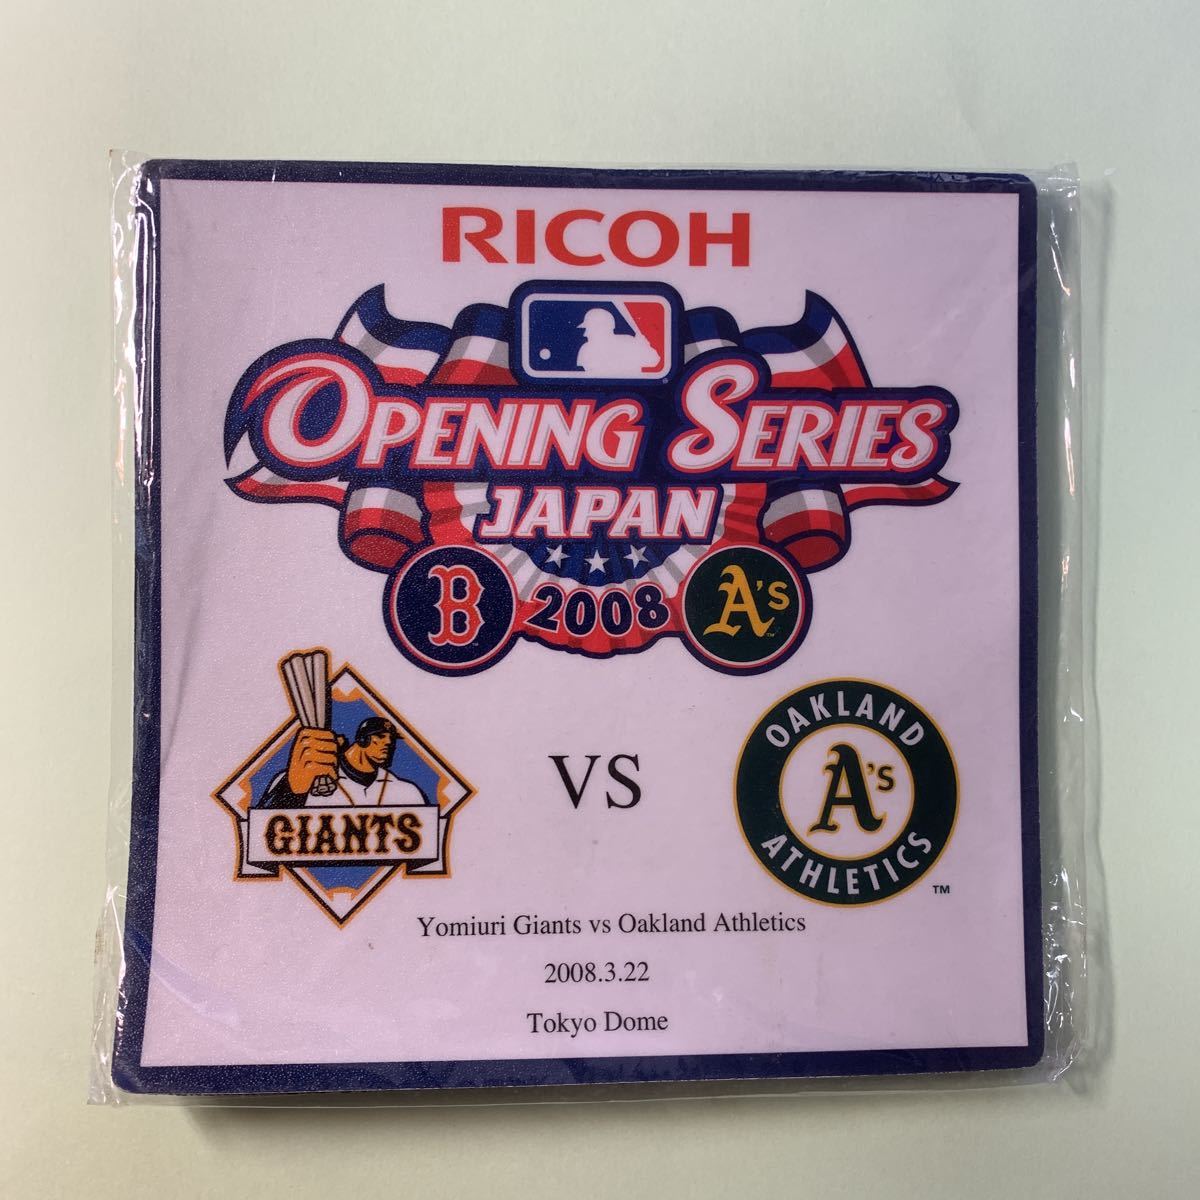 RICOH
OPENING SERIES
JAPAN
B 2008 A's
GIANTS
VS
OAKLAND
A's
ATHLETICS
TM
Yomiuri Giants vs Oakland Athletics
2008.3.22
Tokyo Dome